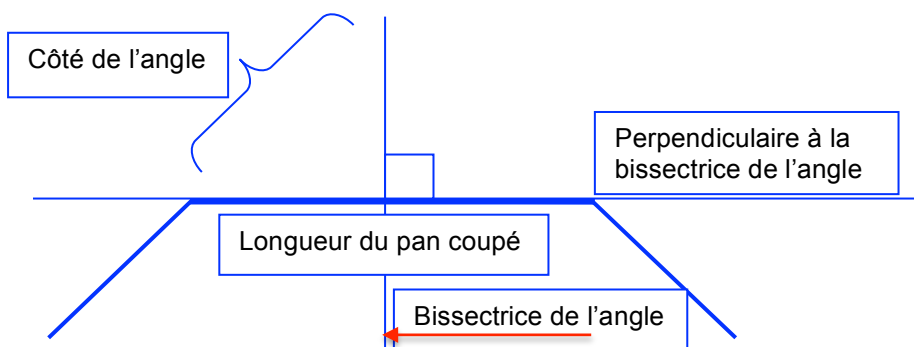 Côté de l’angle
Perpendiculaire à la
bissectrice de l’angle
Longueur du pan coupé
Bissectrice de l’angle